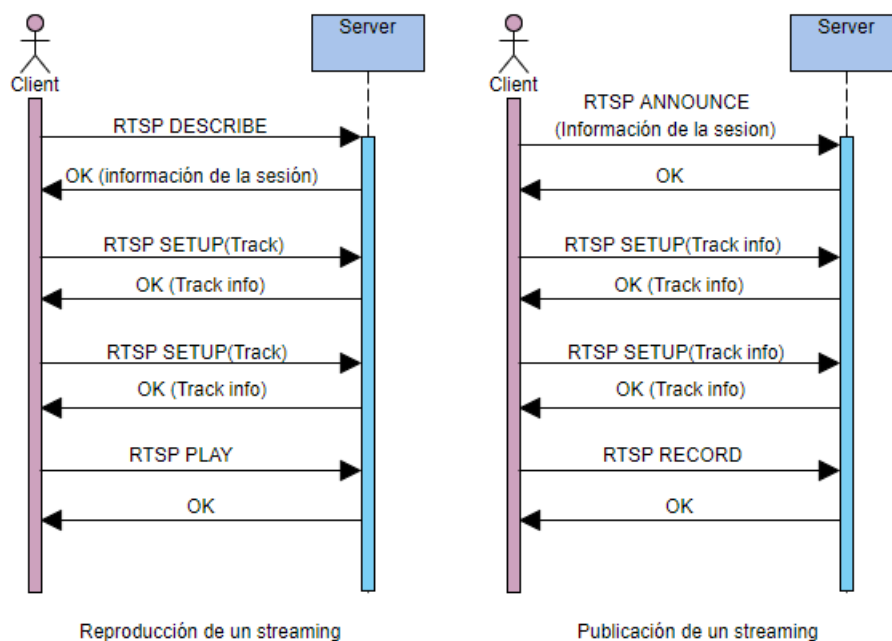 Server
Client
RTSP DESCRIBE
OK (información de la sesión)
RTSP SETUP(Track)
OK (Track info)
RTSP SETUP(Track)
OK (Track info)
RTSP PLAY
OK
Reproducción de un streaming
Server
Client
RTSP ANNOUNCE
(Información de la sesion)
OK
RTSP SETUP(Track info)
OK (Track info)
RTSP SETUP(Track info)
OK (Track info)
RTSP RECORD
OK
Publicación de un streaming